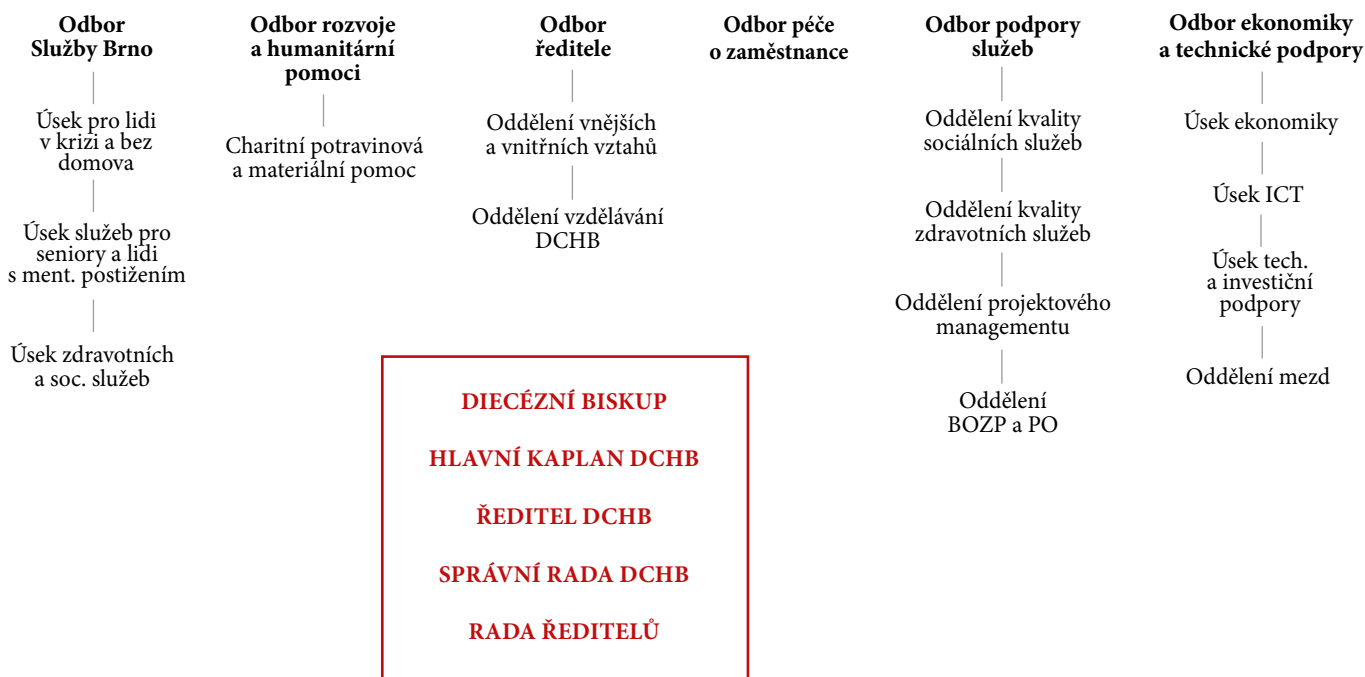 Odbor
Služby Brno
Úsek pro lidi
v krizi a bez
domova
Úsek služeb pro
seniory a lidi
s ment. postižením
Úsek zdravotních
a soc. služeb
Odbor rozvoje
a humanitární
pomoci
Charitní potravinová
a materiální pomoc
Odbor
ředitele
Oddělení vnějších
a vnitřních vztahů
Oddělení vzdělávání
DCHB
Odbor péče
o zaměstnance
Odbor podpory
služeb
Oddělení kvality
sociálních služeb
Oddělení kvality
zdravotních služeb
Oddělení projektového
managementu
Oddělení
BOZP a PO
Odbor ekonomiky
a technické podpory
Úsek ekonomiky
Úsek ICT
Úsek tech.
a investiční
podpory
Oddělení mezd
DIECÉZNÍ BISKUP
HLAVNÍ KAPLAN DCHB
ŘEDITEL DCHB
SPRÁVNÍ RADA DCHB
RADA ŘEDITELŮ